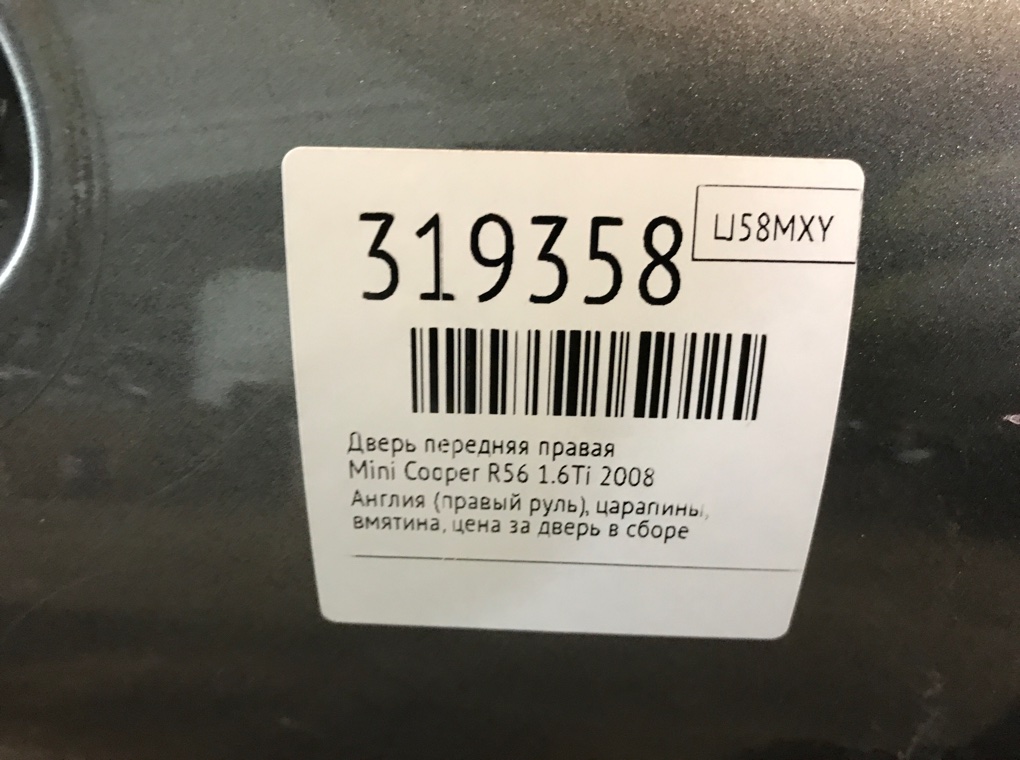 319358
LJ58MXY
Дверь передняя правая
Mini Cooper R56 1.6Ti 2008
Англия (правый руль), царапины,
вмятина, цена за дверь в сборе